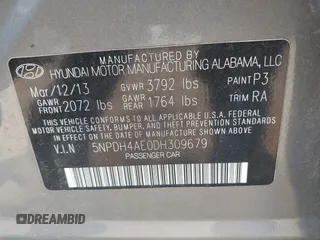 MANUFACTURED BY
HYUNDAI MOTOR MANUFACTURING ALABAMA, LLC
Mar/12/13 GVWR 3792 lbs PAINT P3
GAWR FRONT 2072 lbs GAWR REAR 1764 lbs TRIM RA
THIS VEHICLE CONFORMS TO ALL APPLICABLE FEDERAL MOTOR VEHICLE
SAFETY, BUMPER, AND THEFT PREVENTION STANDARDS IN EFFECT ON
THE DATE OF MANUFACTURE SHOWN ABOVE.
V.I.N 5NPDH4AE0DH309679
PASSENGER CAR
DREAMBID